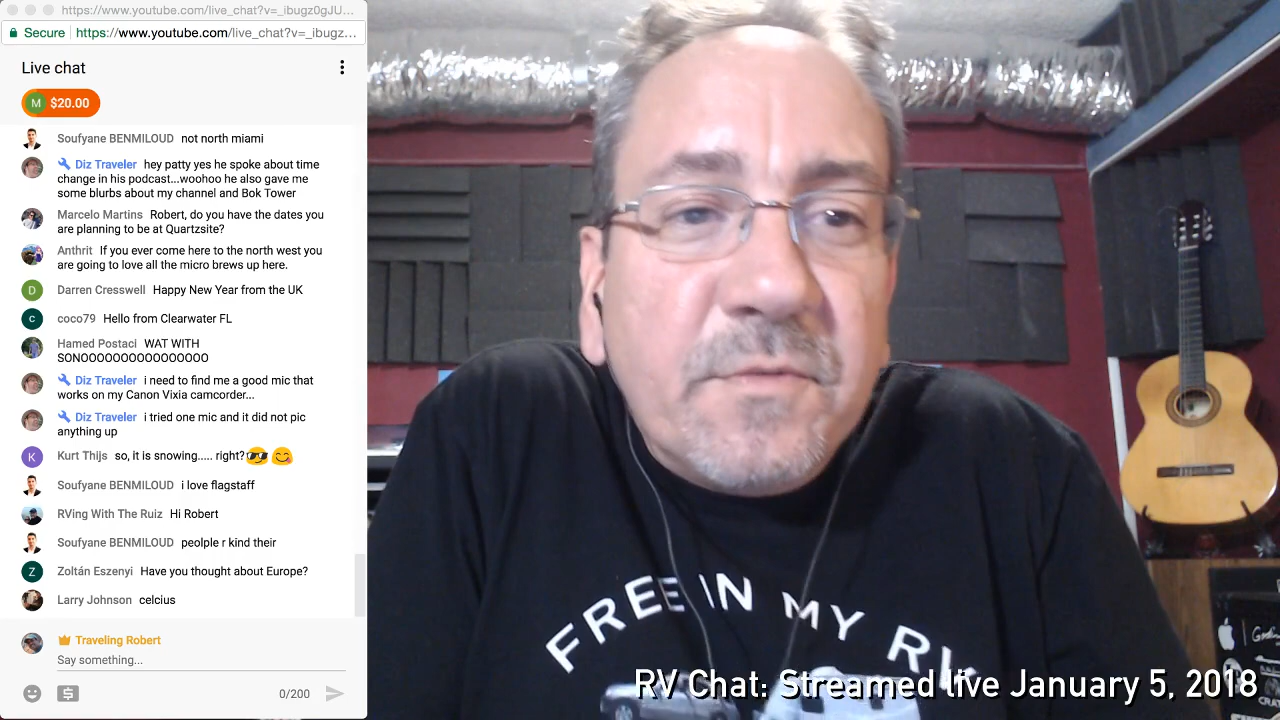 https://www.youtube.com/live_chat?v=_ibugz0gJU...
Secure https://www.youtube.com/live_chat?v=_ibugz...
Live chat
M $20.00
Soufyane BENMILOUD not north miami
Diz Traveler hey patty yes he spoke about time
change in his podcast...woohoo he also gave me
some blurbs about my channel and Bok Tower
Marcelo Martins Robert, do you have the dates you
are planning to be at Quartzsite?
Anthrit If you ever come here to the north west you
are going to love all the micro brews up here.
D Darren Cresswell Happy New Year from the UK
c coco79 Hello from Clearwater FL
Hamed Postaci WAT WITH
SONOOOOOOOOOOOOOOOO
Diz Traveler i need to find me a good mic that
works on my Canon Vixia camcorder...
Diz Traveler i tried one mic and it did not pic
anything up
K Kurt Thijs so, it is snowing..... right?😎 😊
Soufyane BENMILOUD i love flagstaff
RVing With The Ruiz Hi Robert
Soufyane BENMILOUD peolple r kind their
Z Zoltán Eszenyi Have you thought about Europe?
Larry Johnson celcius
Traveling Robert
Say something...
0/200
FREE IN MY RV
RV Chat: Streamed live January 5, 2018